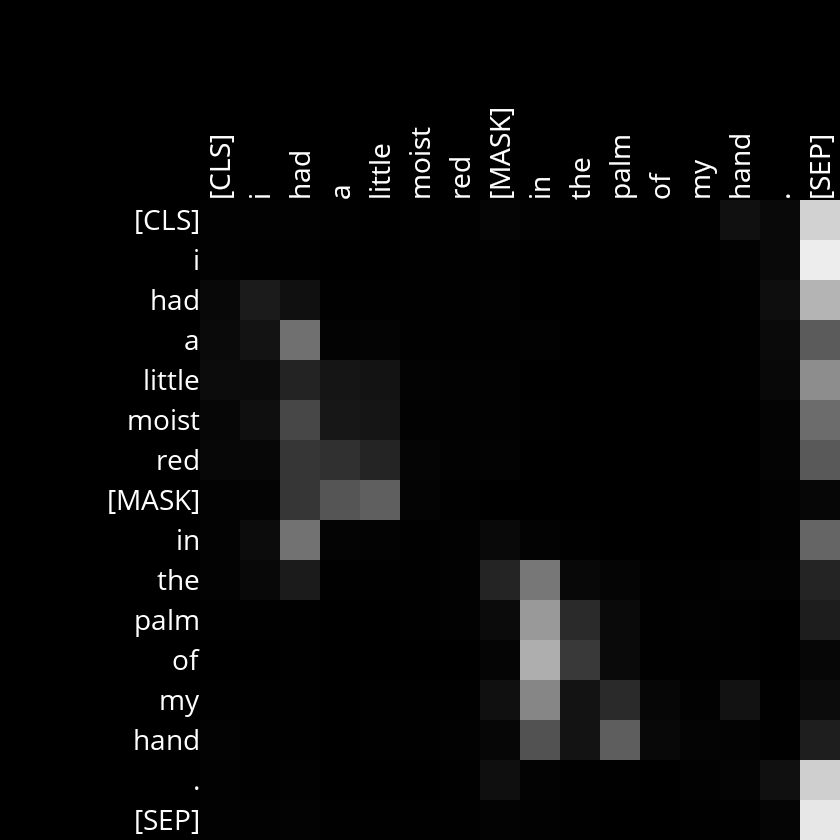 [CLS] i had a little moist red [MASK] in the palm of my hand . [SEP]
[CLS]
i
had
a
little
moist
red
[MASK]
in
the
palm
of
my
hand
.
[SEP]